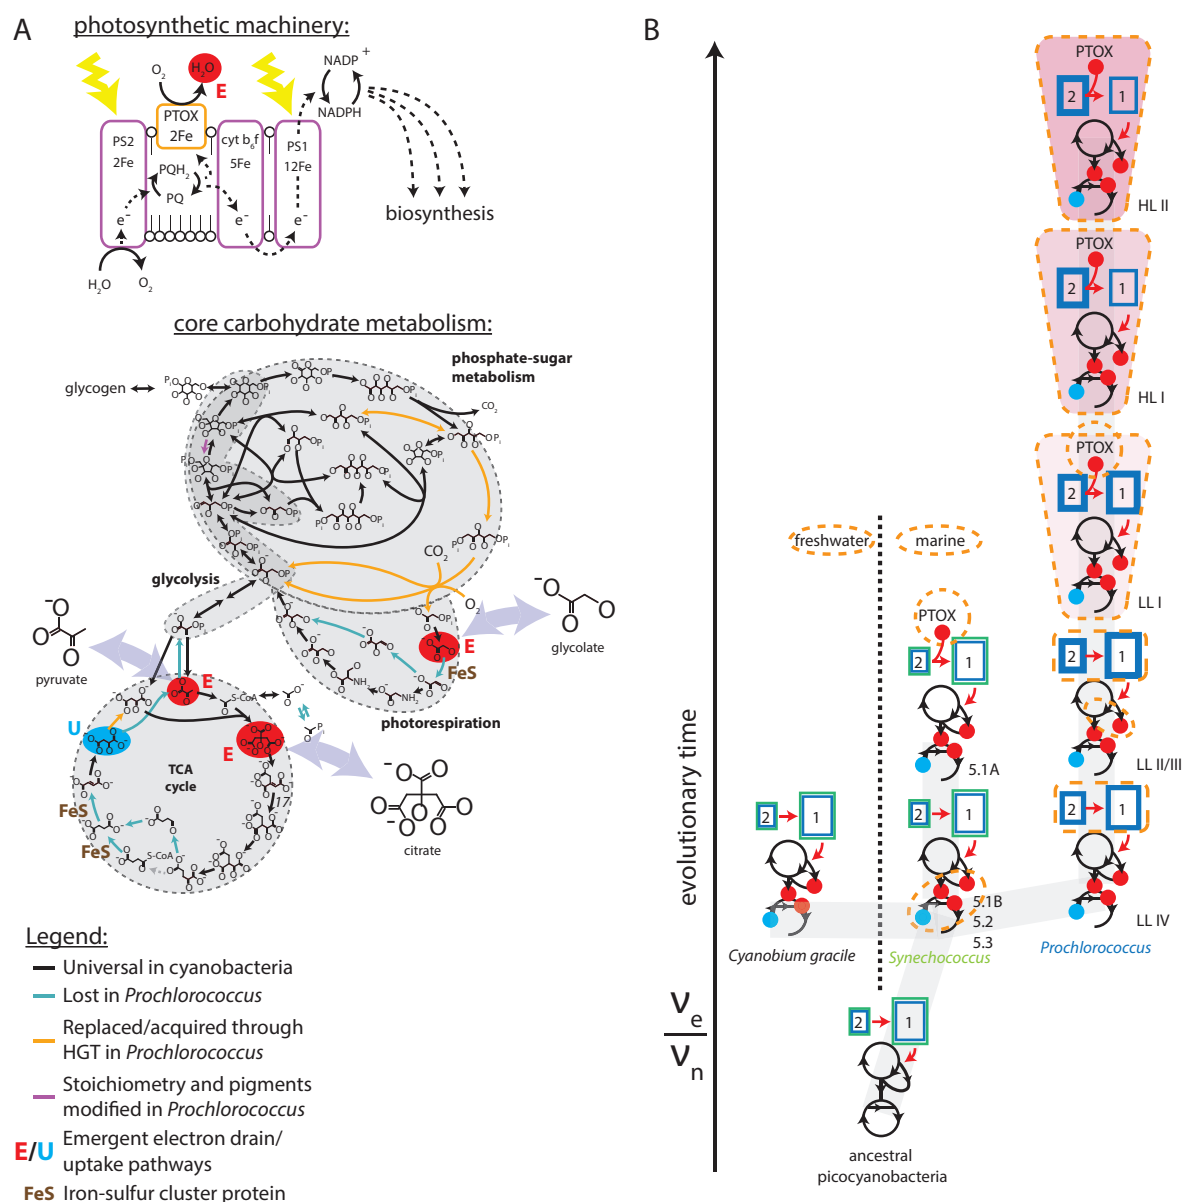 A
photosynthetic machinery:
O2
H2O
E
NADP+
NADPH
PTOX
2Fe
PS2
2Fe
cyt b6f
5Fe
PS1
12Fe
PQH2
PQ
e−
e−
e−
H2O
O2
biosynthesis
core carbohydrate metabolism:
phosphate-sugar
metabolism
glycogen
CO2
glycolysis
CO2
O2
pyruvate
E
glycolate
E
FeS
S-CoA
NH
NH2
photorespiration
U
E
TCA
cycle
FeS
FeS
S-CoA
citrate
Legend:
Universal in cyanobacteria
Lost in Prochlorococcus
Replaced/acquired through
HGT in Prochlorococcus
Stoichiometry and pigments
modified in Prochlorococcus
E/U Emergent electron drain/
uptake pathways
FeS Iron-sulfur cluster protein
B
evolutionary time
νe
νn
PTOX
2 1
HL II
PTOX
2 1
HL I
PTOX
2 1
LL I
freshwater marine
PTOX
2 1
5.1A
2 1
LL II/III
2 1
2 1
5.1B
5.2
5.3
2 1
LL IV
Cyanobium gracile
Synechococcus
Prochlorococcus
2 1
ancestral
picocyanobacteria